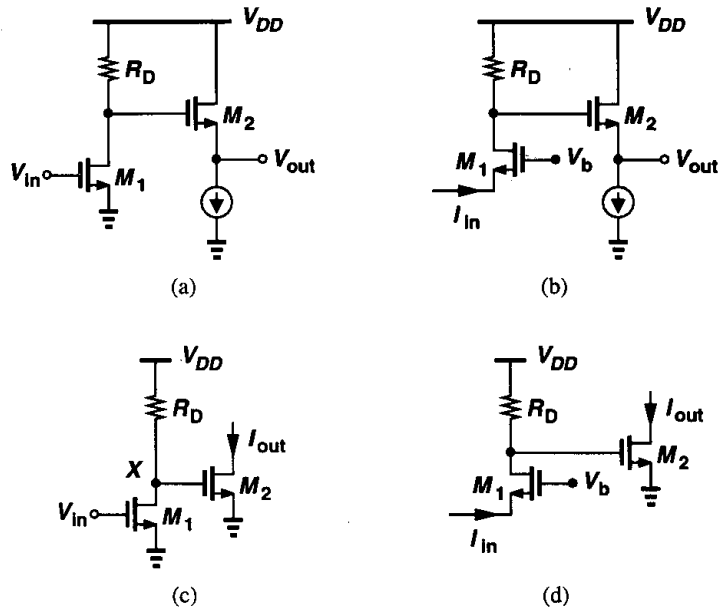 V_DD
R_D
M_2
V_in
M_1
V_out
(a)
V_DD
R_D
M_2
M_1
V_b
V_out
I_in
(b)
V_DD
R_D
I_out
X
M_2
V_in
M_1
(c)
V_DD
R_D
I_out
M_2
M_1
V_b
I_in
(d)